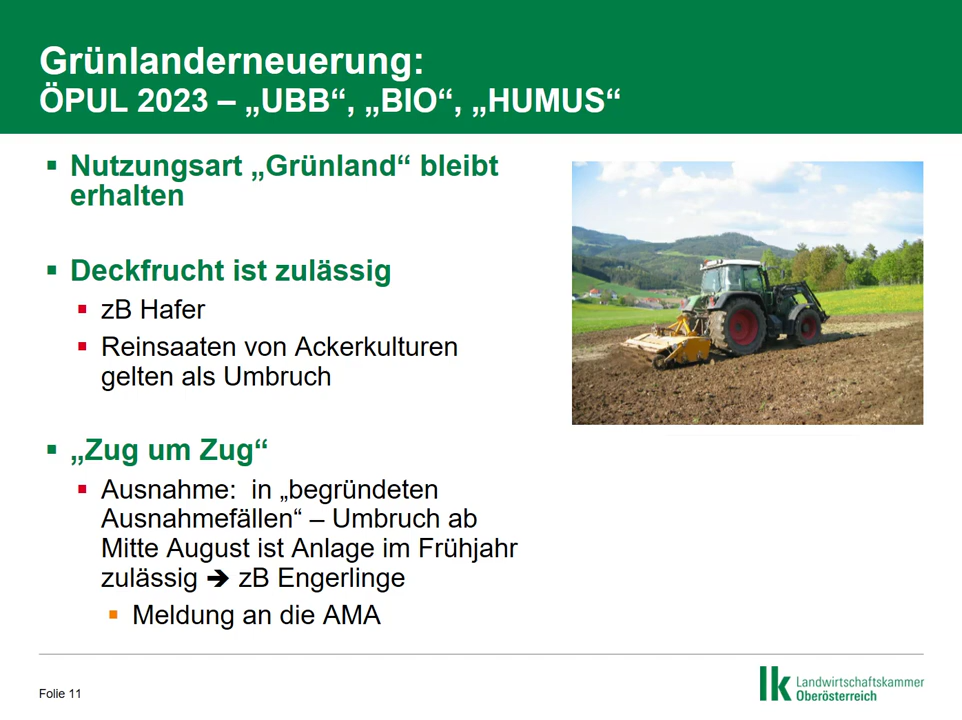 Grünlanderneuerung:
ÖPUL 2023 – „UBB“, „BIO“, „HUMUS“
▪ Nutzungsart „Grünland“ bleibt
erhalten
▪ Deckfrucht ist zulässig
▪ zB Hafer
▪ Reinsaaten von Ackerkulturen
gelten als Umbruch
▪ „Zug um Zug“
▪ Ausnahme:  in „begründeten
Ausnahmefällen“ – Umbruch ab
Mitte August ist Anlage im Frühjahr
zulässig ➔ zB Engerlinge
▪ Meldung an die AMA
Folie 11
lk Landwirtschaftskammer
Oberösterreich